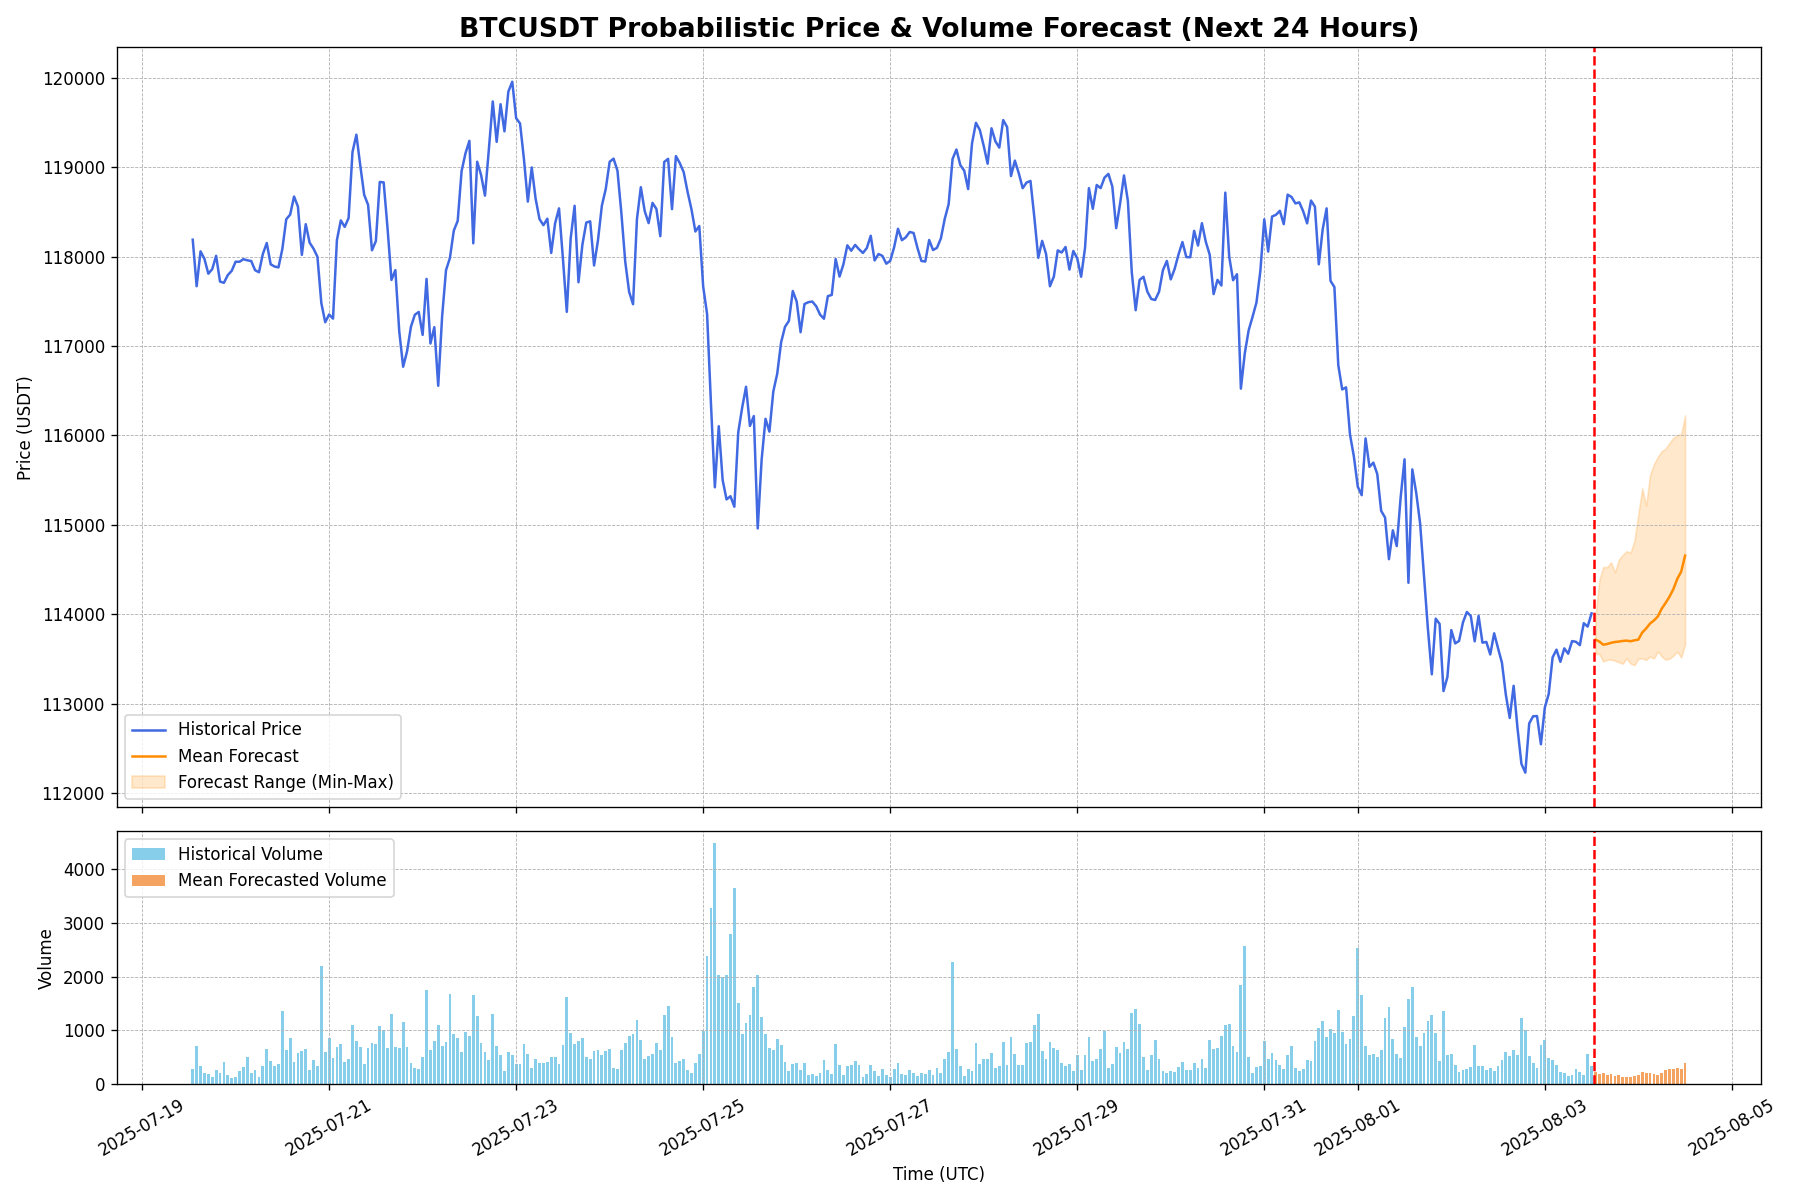 BTCUSDT Probabilistic Price & Volume Forecast (Next 24 Hours)
120000
119000
118000
117000
116000
115000
114000
113000
112000
Price (USDT)
Historical Price
Mean Forecast
Forecast Range (Min-Max)
4000
3000
2000
1000
0
Volume
Historical Volume
Mean Forecasted Volume
2025-07-19
2025-07-21
2025-07-23
2025-07-25
2025-07-27
2025-07-29
2025-07-31
2025-08-01
2025-08-03
2025-08-05
Time (UTC)